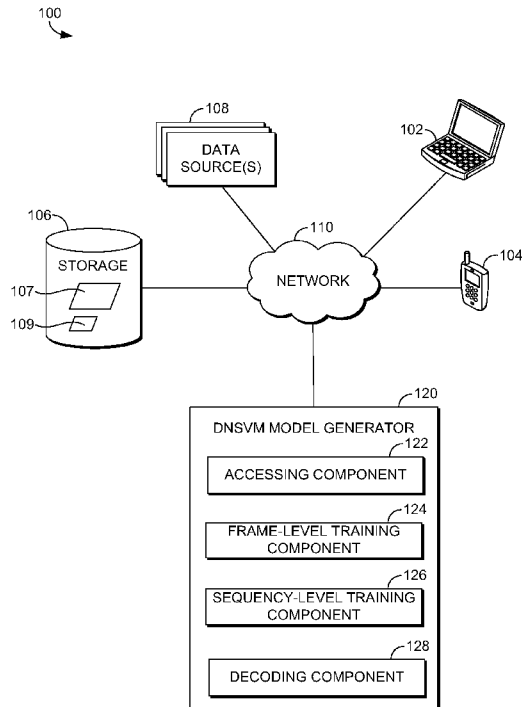 100
108
DATA
SOURCE(S)
102
106
STORAGE
107
109
110
NETWORK
104
120
DNSVM MODEL GENERATOR
122
ACCESSING COMPONENT
124
FRAME-LEVEL TRAINING
COMPONENT
126
SEQUENCY-LEVEL TRAINING
COMPONENT
128
DECODING COMPONENT